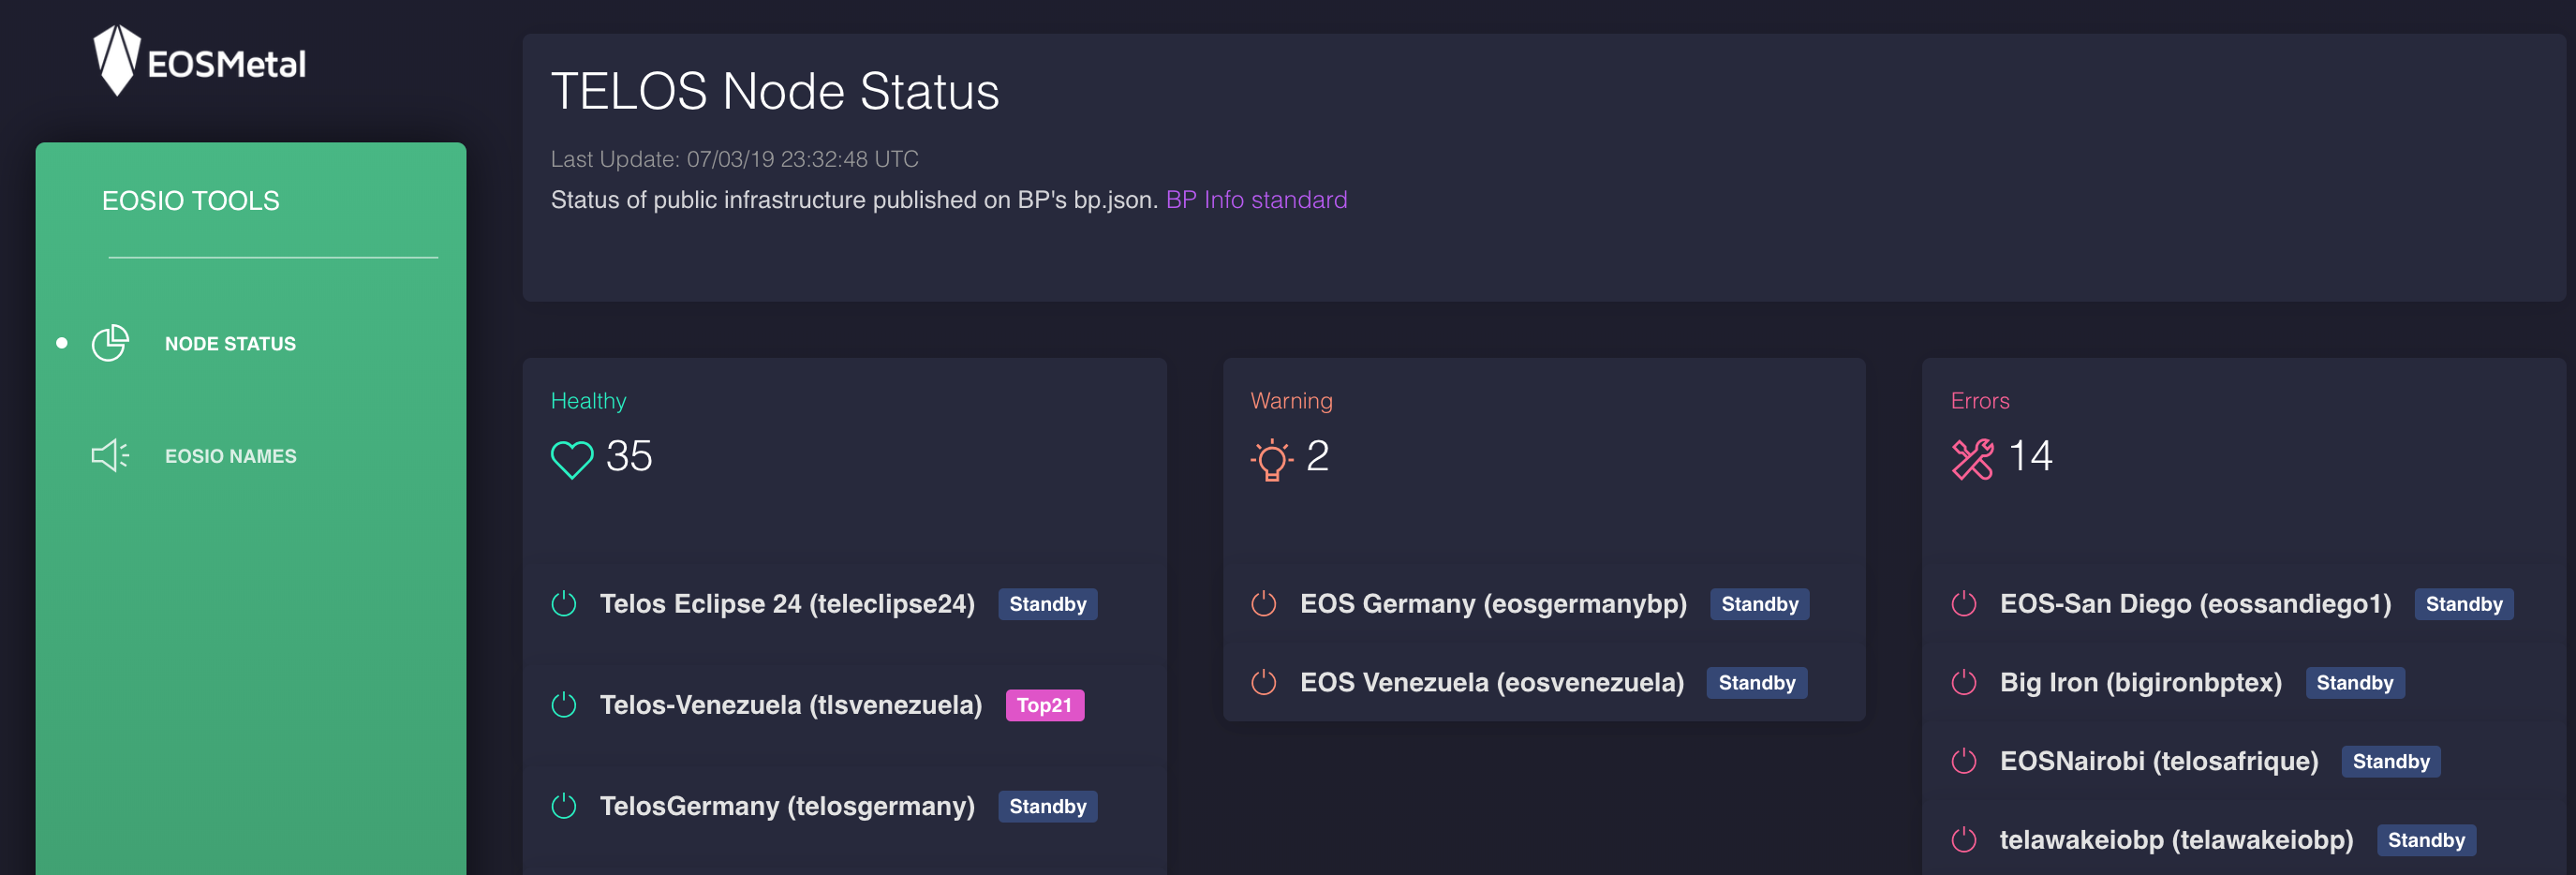 EOSMetal
EOSIO TOOLS
NODE STATUS
EOSIO NAMES
TELOS Node Status
Last Update: 07/03/19 23:32:48 UTC
Status of public infrastructure published on BP's bp.json. BP Info standard
Healthy
35
Telos Eclipse 24 (teleclipse24) Standby
Telos-Venezuela (tlsvenezuela) Top21
TelosGermany (telosgermany) Standby
Warning
2
EOS Germany (eosgermanybp) Standby
EOS Venezuela (eosvenezuela) Standby
Errors
14
EOS-San Diego (eossandiego1) Standby
Big Iron (bigironbptex) Standby
EOSNairobi (telosafrique) Standby
telawakeiobp (telawakeiobp) Standby